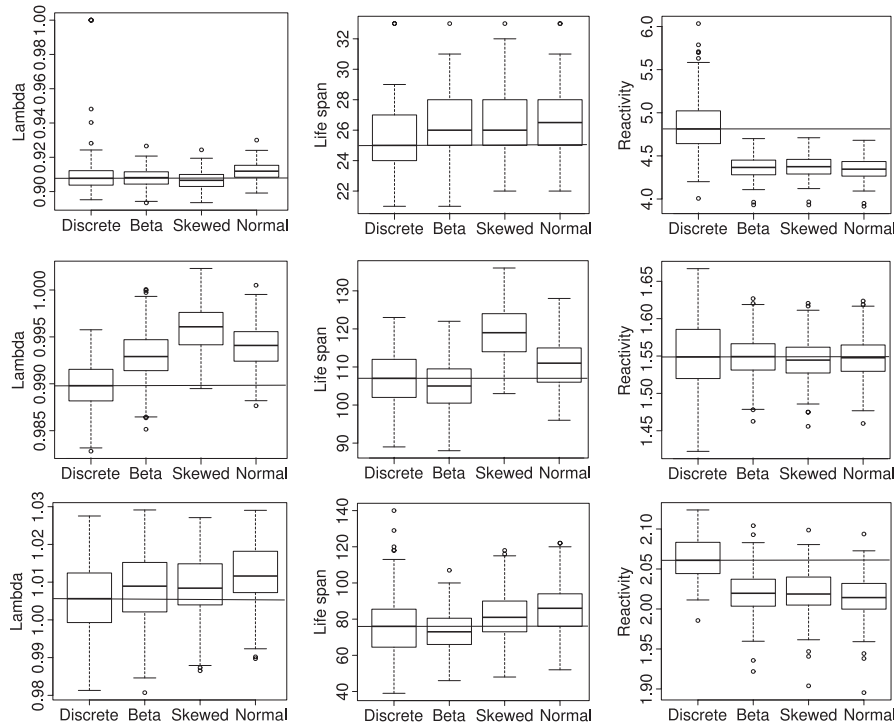 Lambda
1.00
0.98
0.96
0.94
0.92
0.90
Discrete Beta Skewed Normal
Life span
32
30
28
26
24
22
Discrete Beta Skewed Normal
Reactivity
6.0
5.5
5.0
4.5
4.0
Discrete Beta Skewed Normal
Lambda
1.000
0.995
0.990
0.985
Discrete Beta Skewed Normal
Life span
130
120
110
100
90
Discrete Beta Skewed Normal
Reactivity
1.65
1.60
1.55
1.50
1.45
Discrete Beta Skewed Normal
Lambda
1.03
1.02
1.01
1.00
0.99
0.98
Discrete Beta Skewed Normal
Life span
140
120
100
80
60
40
Discrete Beta Skewed Normal
Reactivity
2.10
2.05
2.00
1.95
1.90
Discrete Beta Skewed Normal